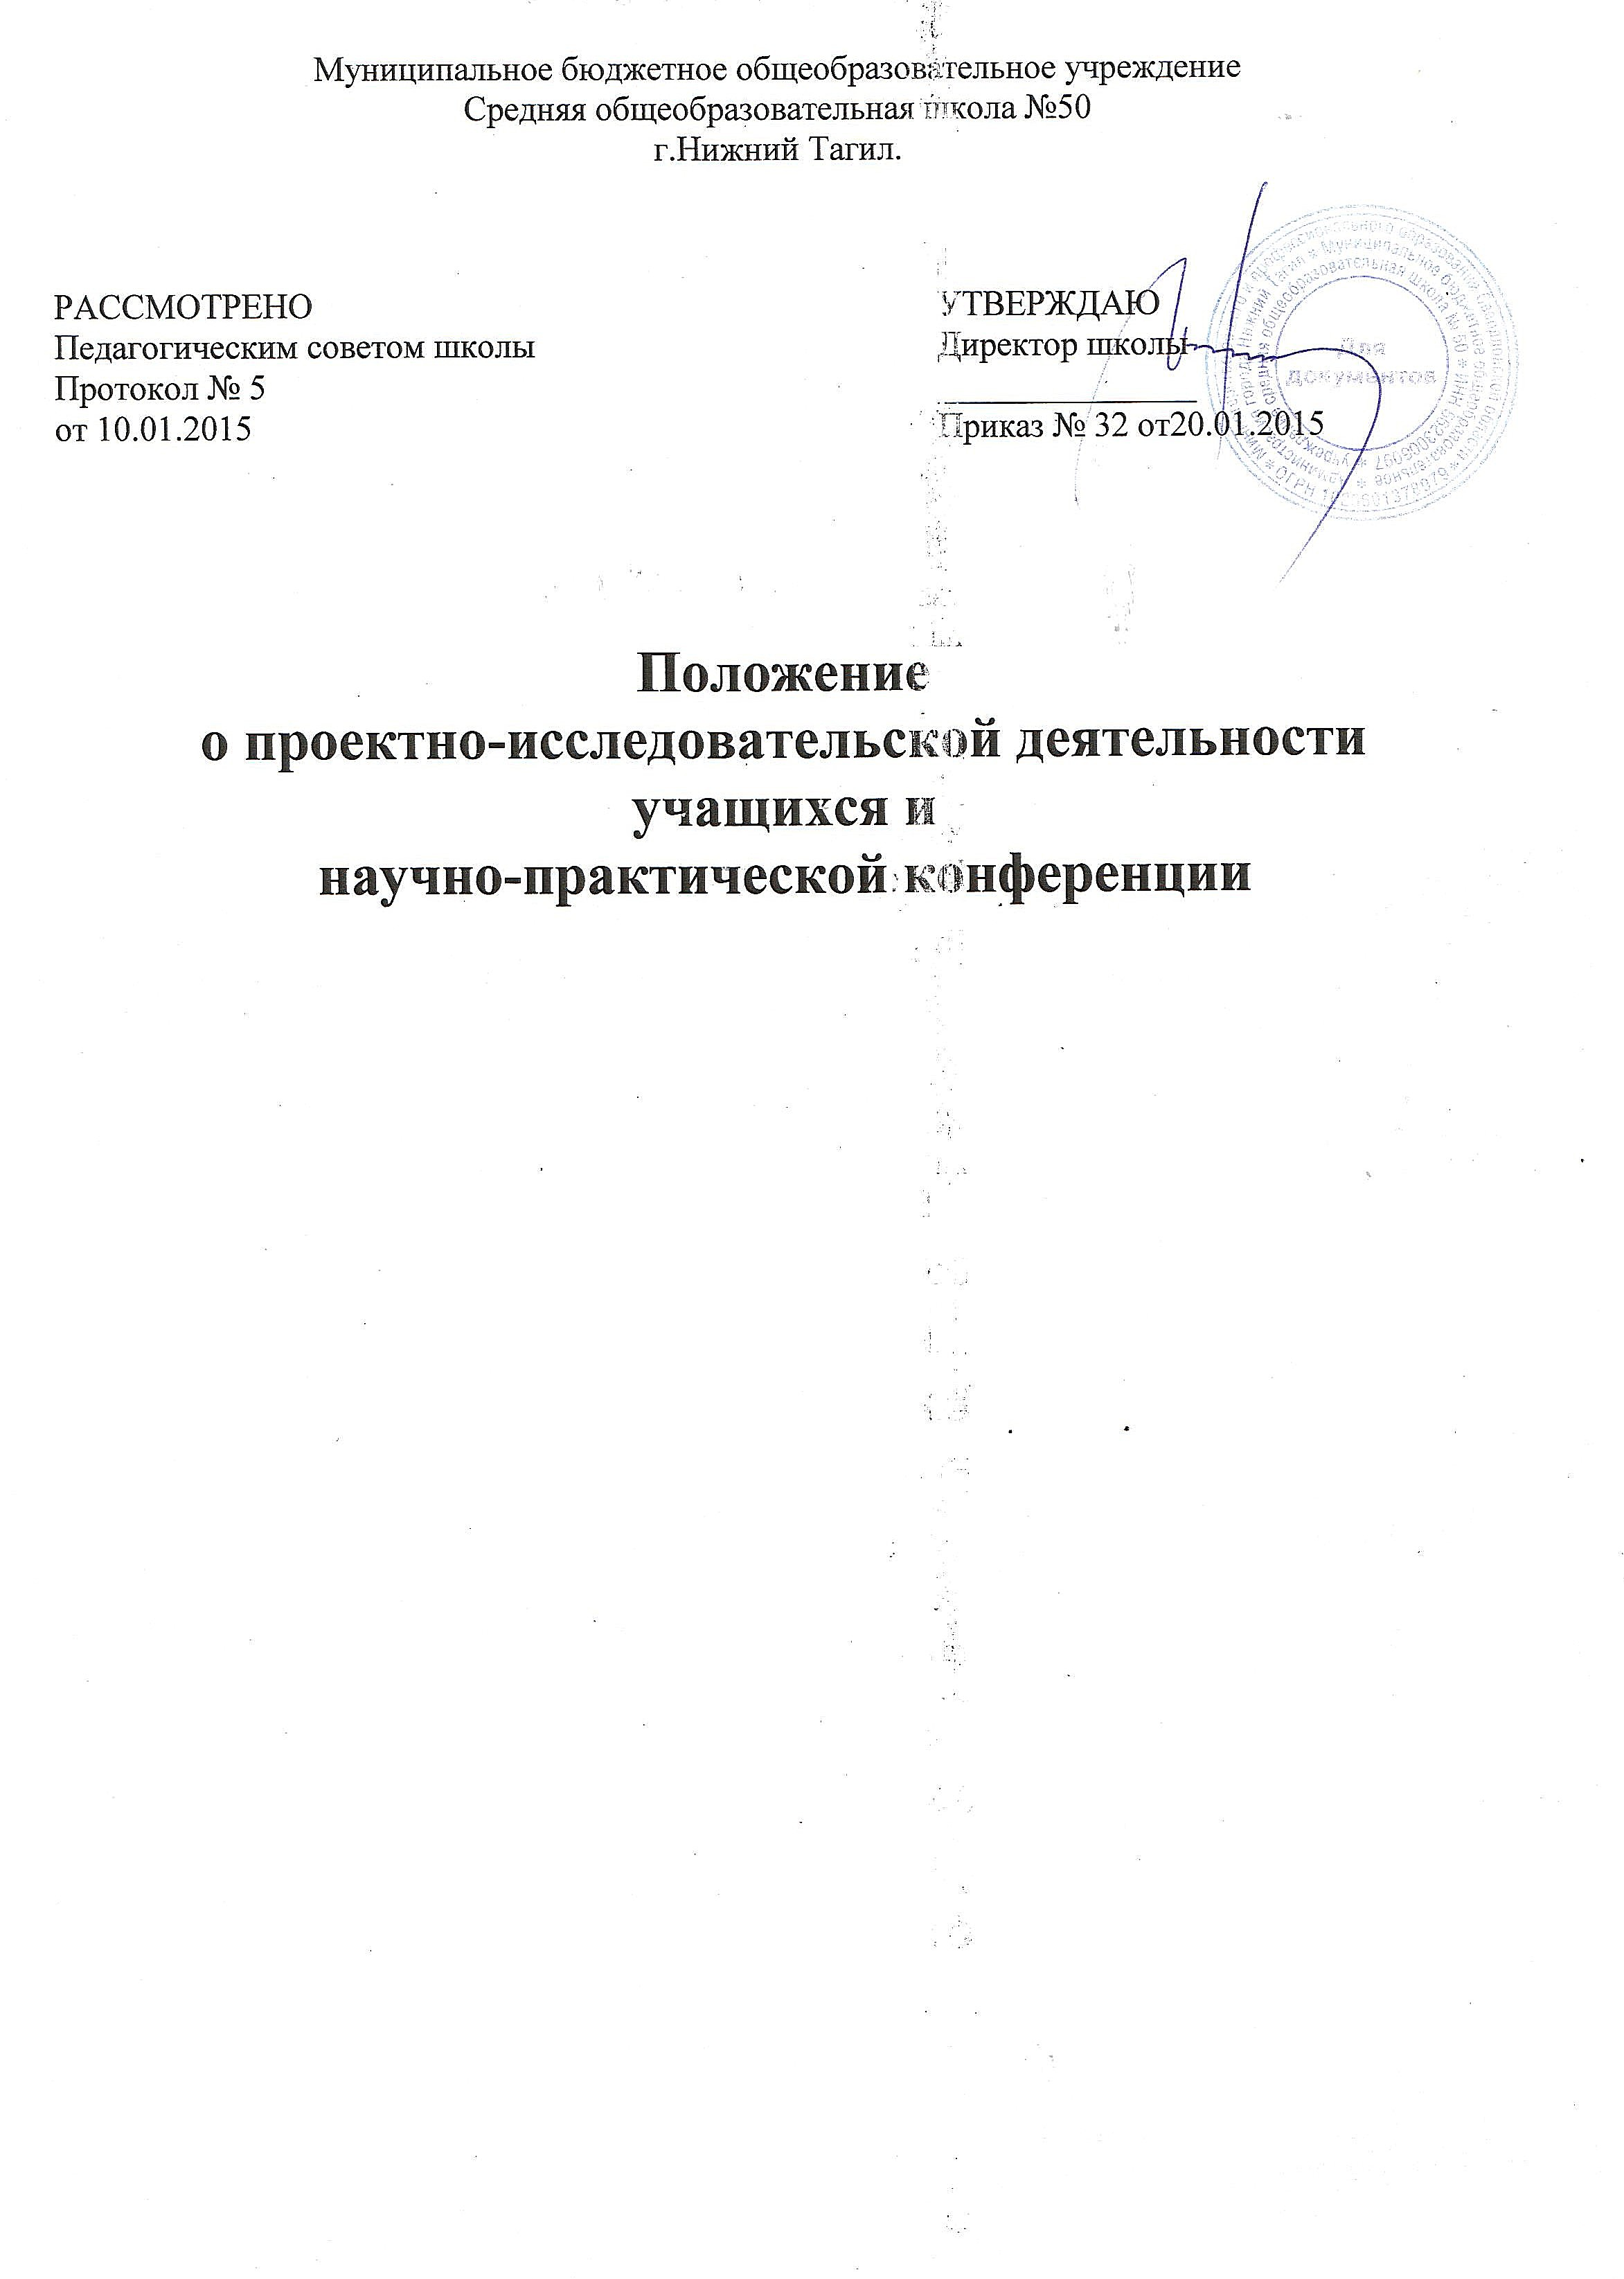 Муниципальное бюджетное общеобразовательное учреждение
Средняя общеобразовательная школа №50
г.Нижний Тагил.
РАССМОТРЕНО
Педагогическим советом школы
Протокол № 5
от 10.01.2015
УТВЕРЖДАЮ
Директор школы
Приказ № 32 от20.01.2015
Для
документов
Положение
о проектно-исследовательской деятельности
учащихся и
научно-практической конференции